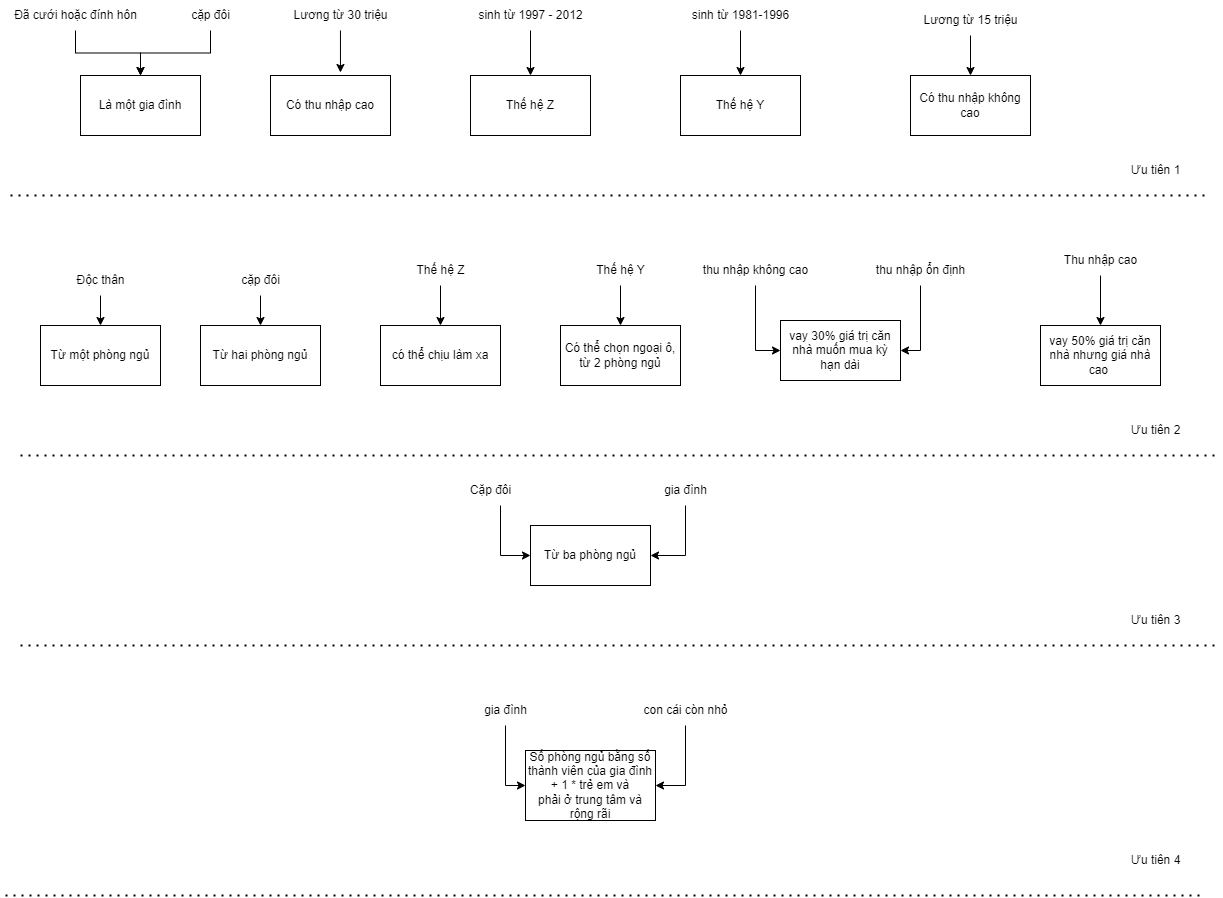 Đã cưới hoặc đính hôn
cặp đôi
Lương từ 30 triệu
sinh từ 1997 - 2012
sinh từ 1981-1996
Lương từ 15 triệu
Là một gia đình
Có thu nhập cao
Thế hệ Z
Thế hệ Y
Có thu nhập không
cao
Ưu tiên 1
Độc thân
cặp đôi
Thế hệ Z
Thế hệ Y
thu nhập không cao
thu nhập ổn định
Thu nhập cao
Từ một phòng ngủ
Từ hai phòng ngủ
có thể chịu làm xa
Có thể chọn ngoại ô,
từ 2 phòng ngủ
vay 30% giá trị căn
nhà muốn mua kỳ
hạn dài
vay 50% giá trị căn
nhà nhưng giá nhà
cao
Ưu tiên 2
Cặp đôi
gia đình
Từ ba phòng ngủ
Ưu tiên 3
gia đình
con cái còn nhỏ
Số phòng ngủ bằng số
thành viên của gia đình
+ 1 * trẻ em và
phải ở trung tâm và
rộng rãi
Ưu tiên 4